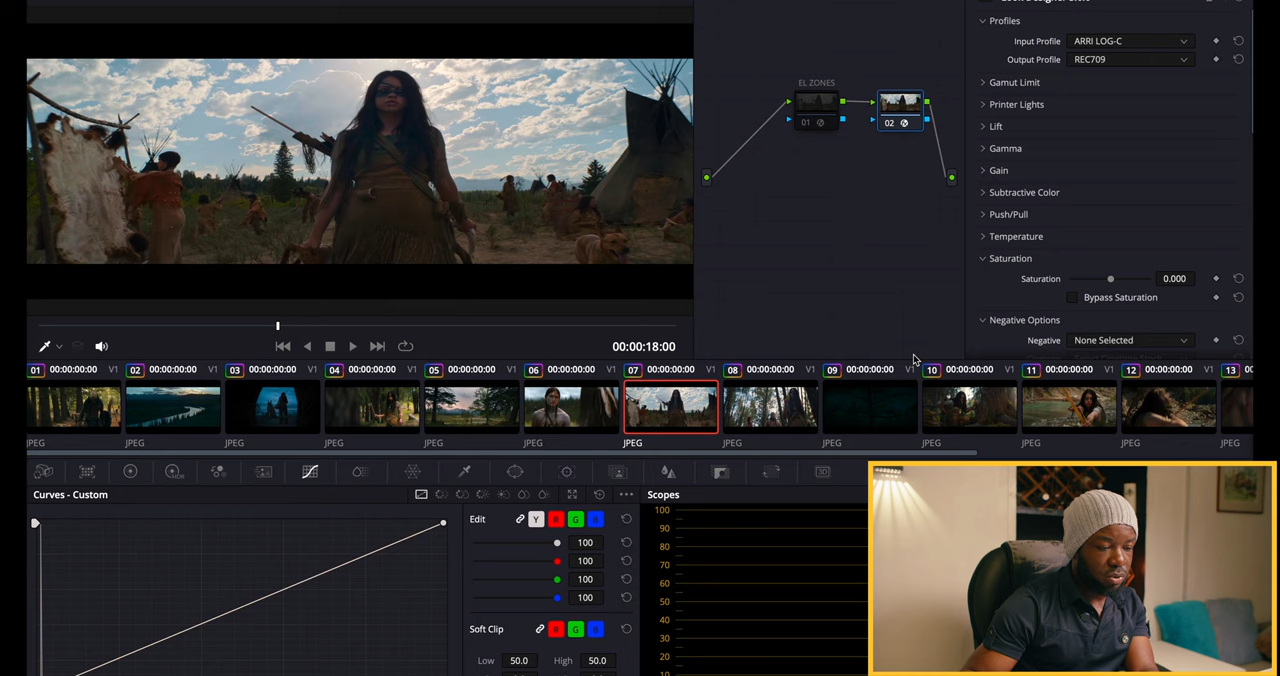 Profiles
Input Profile ARRI LOG-C
Output Profile REC709
Gamut Limit
Printer Lights
Lift
Gamma
Gain
Subtractive Color
Push/Pull
Temperature
Saturation
Saturation 0.000
Bypass Saturation
Negative Options
Negative None Selected
EL ZONES
01
02
00:00:18:00
01 00:00:00:00 V1
02 00:00:00:00 V1
03 00:00:00:00 V1
04 00:00:00:00 V1
05 00:00:00:00 V1
06 00:00:00:00 V1
07 00:00:00:00 V1
08 00:00:00:00 V1
09 00:00:00:00 V1
10 00:00:00:00 V1
11 00:00:00:00 V1
12 00:00:00:00 V1
13 00
JPEG JPEG JPEG JPEG JPEG JPEG JPEG JPEG JPEG JPEG JPEG JPEG JPEG
HDR
3D
Curves - Custom
Edit Y R G B
100
100
100
100
Soft Clip R G B
Low 50.0 High 50.0
Scopes
100
90
80
70
60
50
40
30
20
10